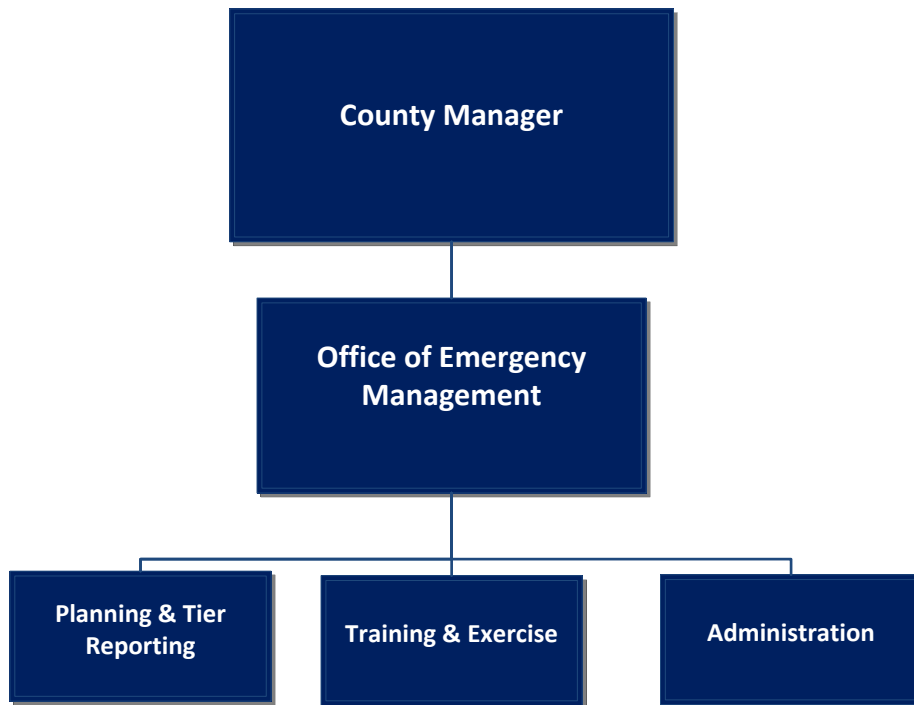 County Manager
Office of Emergency
Management
Planning & Tier
Reporting
Training & Exercise
Administration